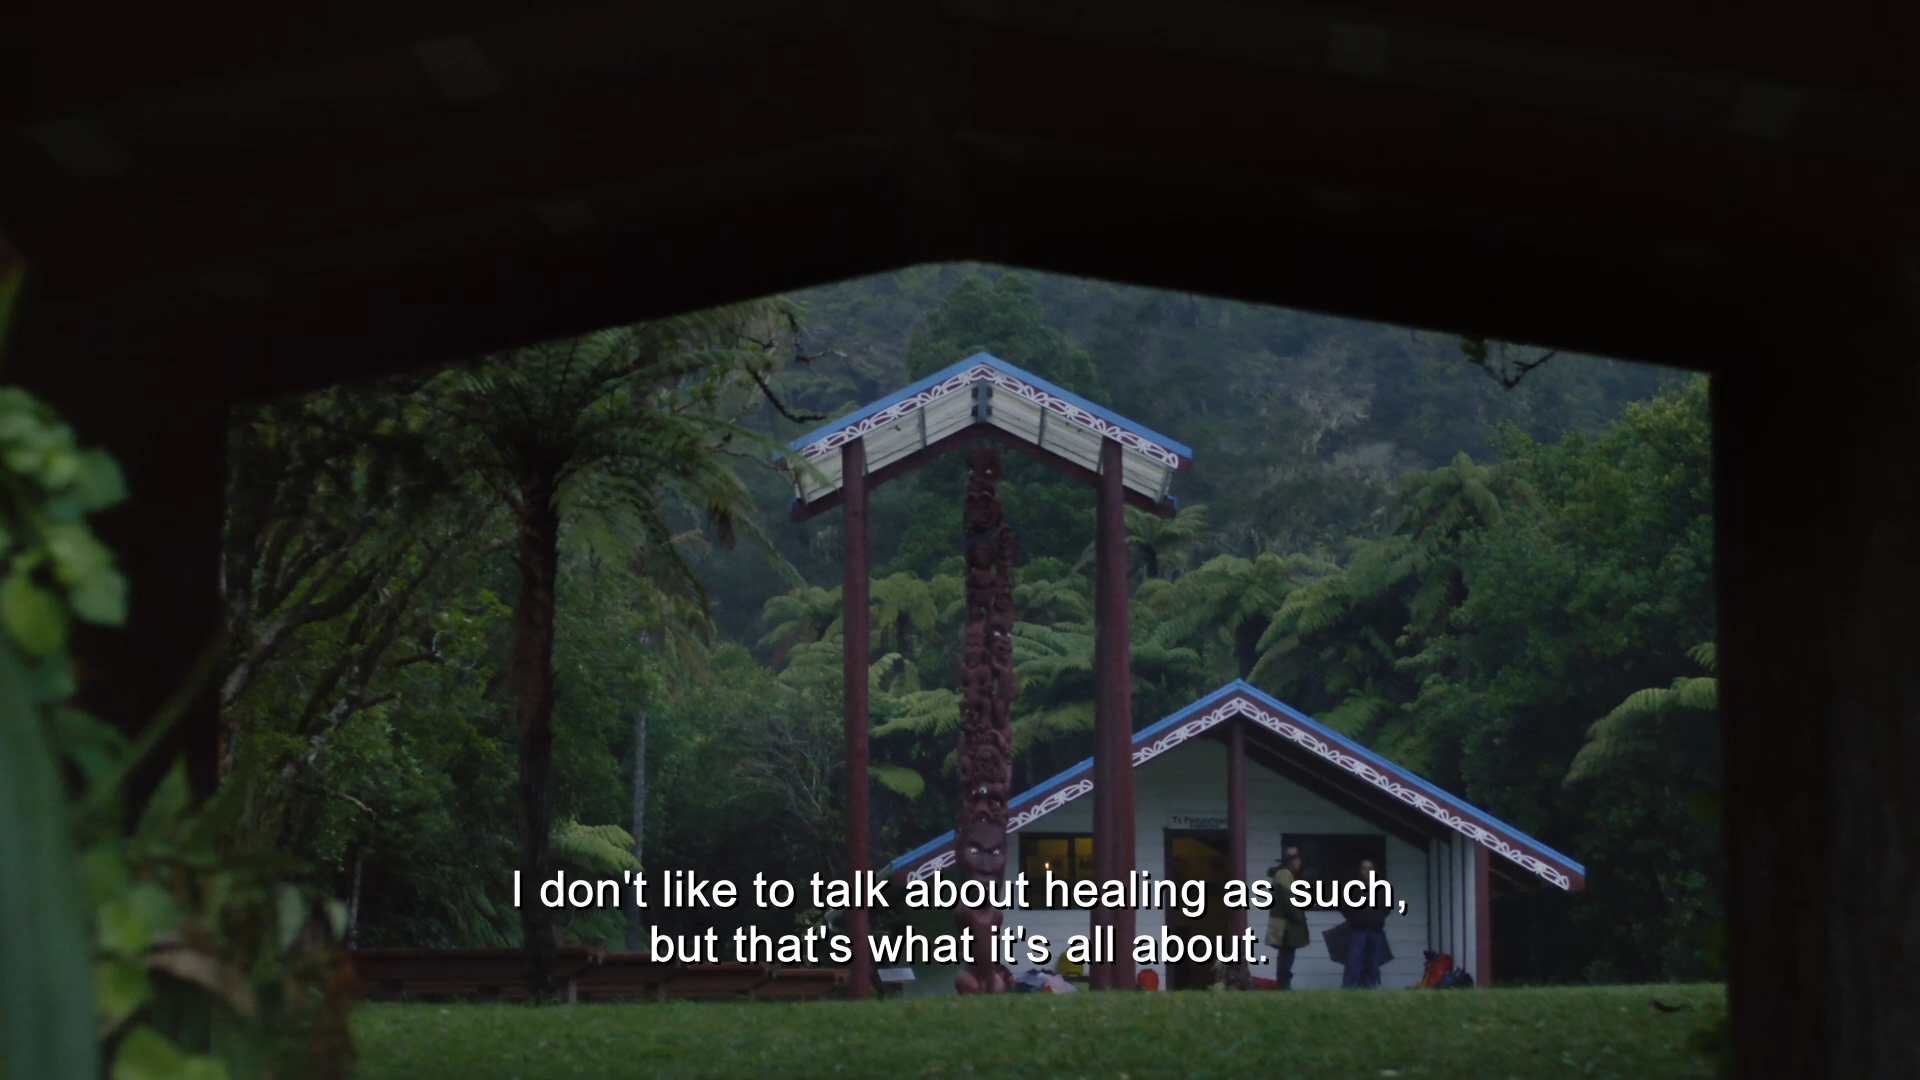 I don't like to talk about healing as such,
but that's what it's all about.